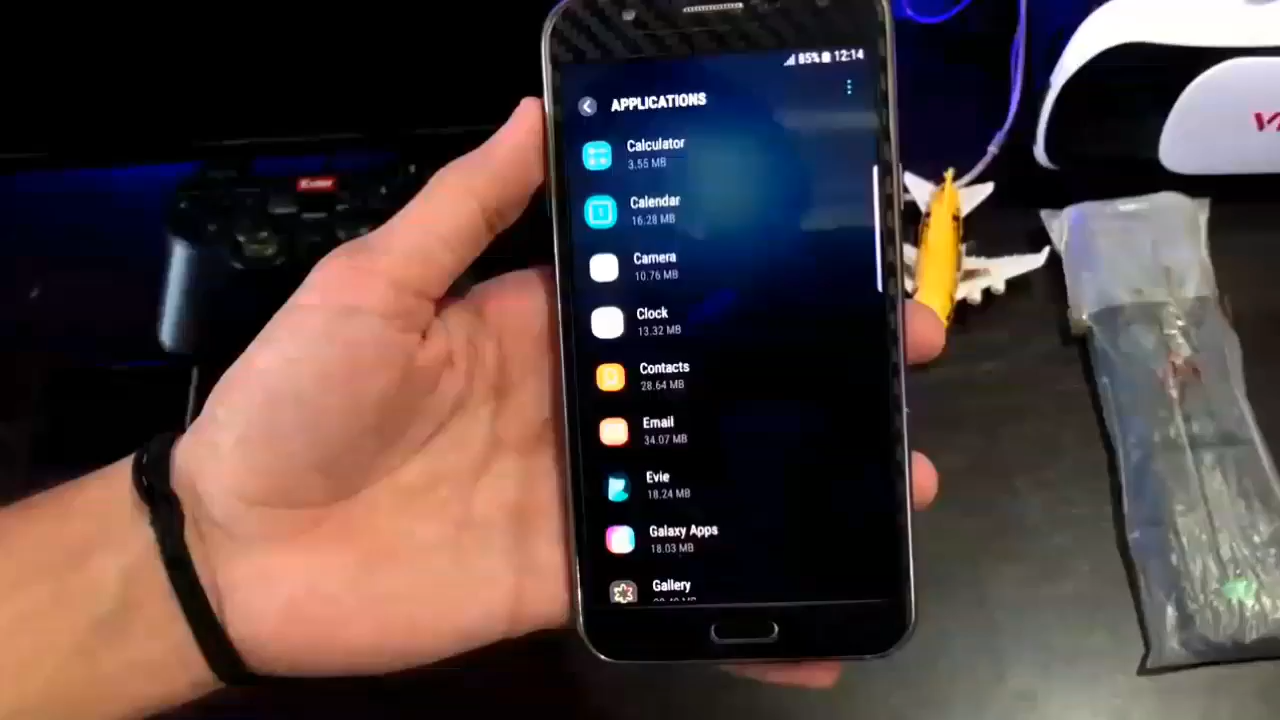 85% 12:14
APPLICATIONS
Calculator
3.55 MB
Calendar
16.28 MB
Camera
10.76 MB
Clock
13.32 MB
Contacts
28.64 MB
Email
34.07 MB
Evie
18.24 MB
Galaxy Apps
18.03 MB
Gallery